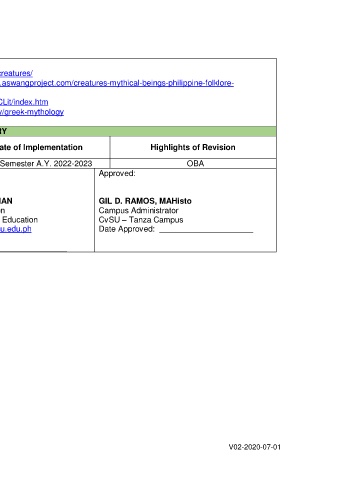 creatures/
.aswangproject.com/creatures-mythical-beings-philippine-folklore-
CLit/index.htm
y/greek-mythology
RY
ate of Implementation
Highlights of Revision
Semester A.Y. 2022-2023
OBA
Approved:
IAN
GIL D. RAMOS, MAHisto
n
Campus Administrator
Education
CvSU – Tanza Campus
u.edu.ph
Date Approved: ______________________
V02-2020-07-01